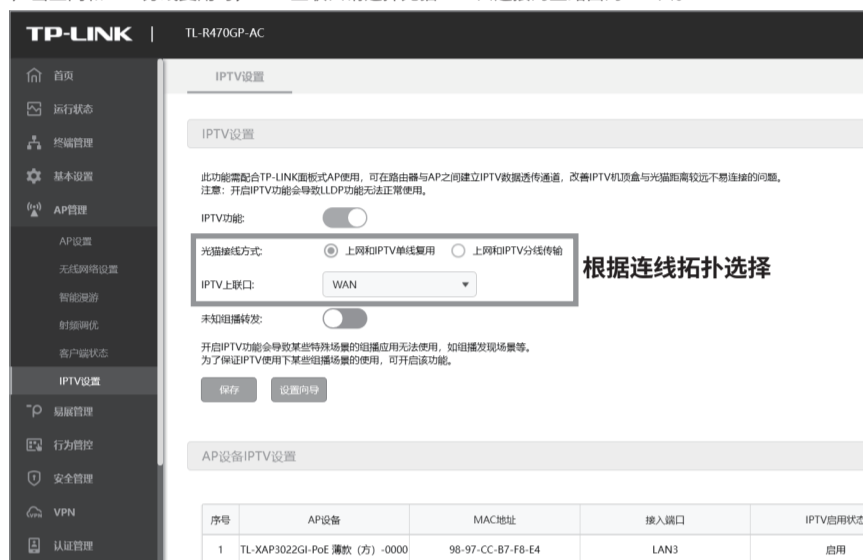 TP-LINK | TL-R470GP-AC
首页
运行状态
终端管理
基本设置
AP管理
AP设置
无线网络设置
智能漫游
射频调优
客户端状态
IPTV设置
易展管理
行为管控
安全管理
VPN
认证管理
IPTV设置
IPTV设置
此功能需配合TP-LINK面板式AP使用，可在路由器与AP之间建立IPTV数据透传通道，改善IPTV机顶盒与光猫距离较远不易连接的问题。
注意：开启IPTV功能会导致LLDP功能无法正常使用。
IPTV功能:
光猫接线方式: 上网和IPTV单线复用 上网和IPTV分线传输
IPTV上联口: WAN
根据连线拓扑选择
未知组播转发:
开启IPTV功能会导致某些特殊场景的组播应用无法使用，如组播发现场景等。
为了保证IPTV使用下某些组播场景的使用，可开启该功能。
保存 设置向导
AP设备IPTV设置
序号 AP设备 MAC地址 接入端口 IPTV启用状态
1 TL-XAP3022GI-PoE 薄款（方）-0000 98-97-CC-B7-F8-E4 LAN3 启用